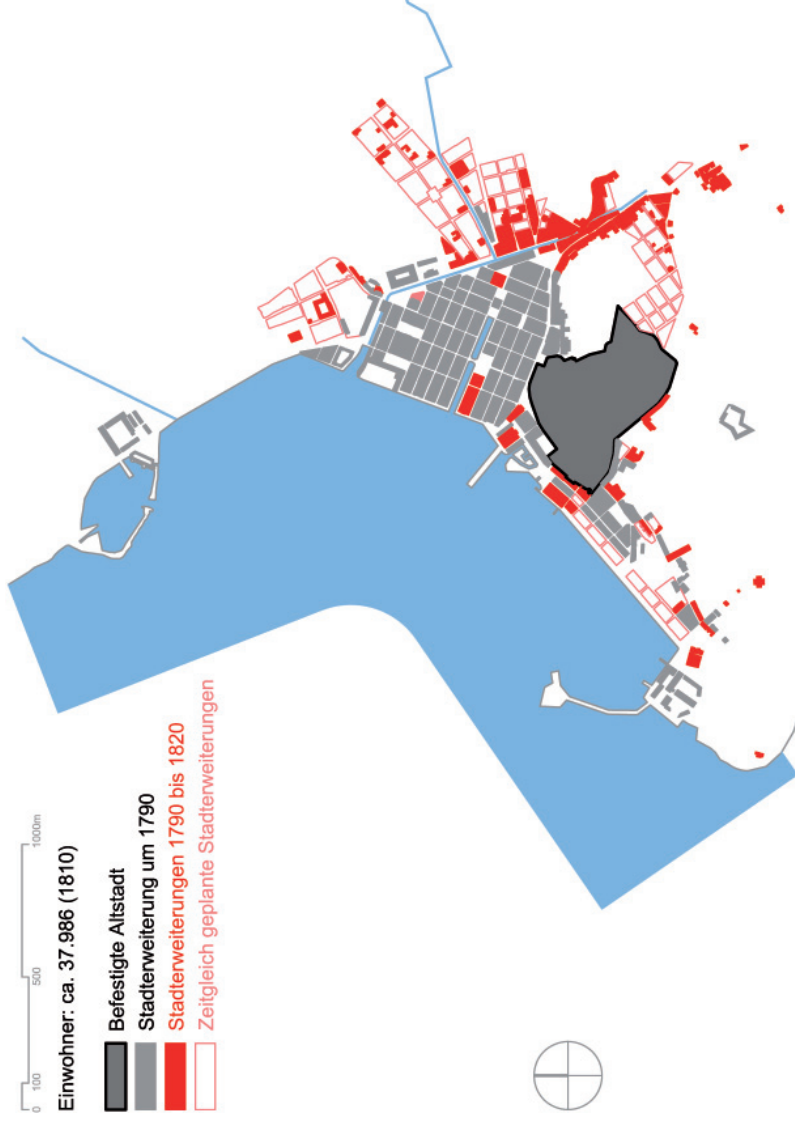 0 100 500 1000m
Einwohner: ca. 37.986 (1810)
Befestigte Altstadt
Stadterweiterung um 1790
Stadterweiterungen 1790 bis 1820
Zeitgleich geplante Stadterweiterungen